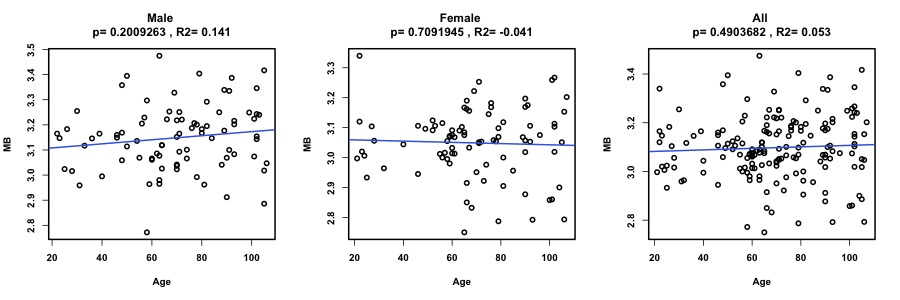 Male
p= 0.2009263 , R2= 0.141
3.5
3.4
3.3
3.2
3.1
3.0
2.9
2.8
MB
20 40 60 80 100
Age
Female
p= 0.7091945 , R2= -0.041
3.3
3.2
3.1
3.0
2.9
2.8
MB
20 40 60 80 100
Age
All
p= 0.4903682 , R2= 0.053
3.4
3.2
3.0
2.8
MB
20 40 60 80 100
Age